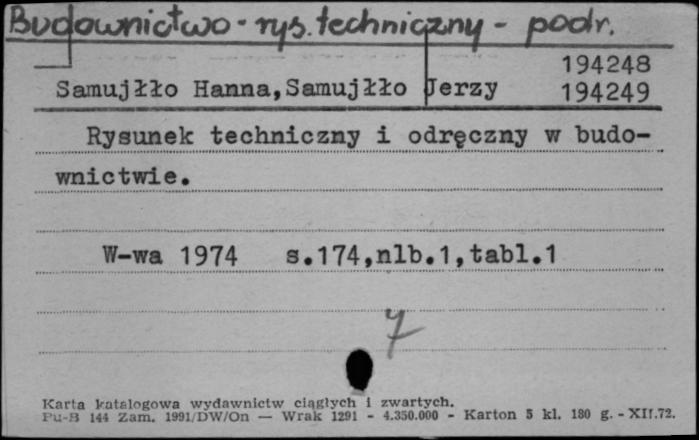 Budownictwo - rys. techniczny - podr.
194248
Samujłło Hanna,Samujłło Jerzy 194249
Rysunek techniczny i odręczny w budo-
wnictwie.
W-wa 1974 s.174,nlb.1,tabl.1
7
Karta katalogowa wydawnictw ciągłych i zwartych.
Pu-B 144 Zam. 1991/DW/On — Wrak 1291 - 4.350.000 - Karton 5 kl. 180 g. - XII.72.